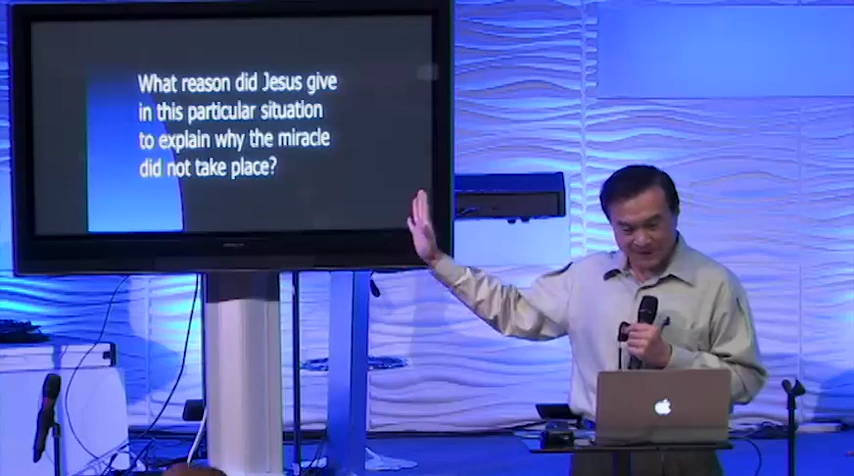 What reason did Jesus give
in this particular situation
to explain why the miracle
did not take place?